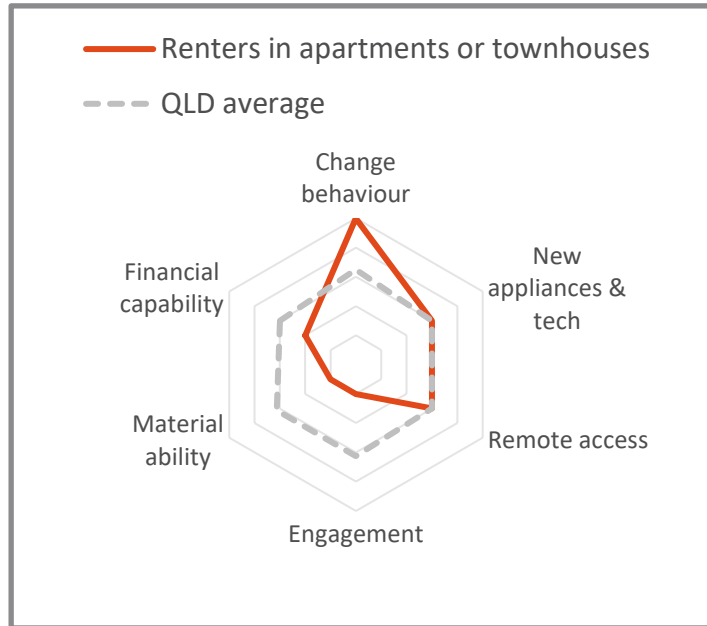 Renters in apartments or townhouses
QLD average
Change
behaviour
New
appliances &
tech
Remote access
Engagement
Material
ability
Financial
capability